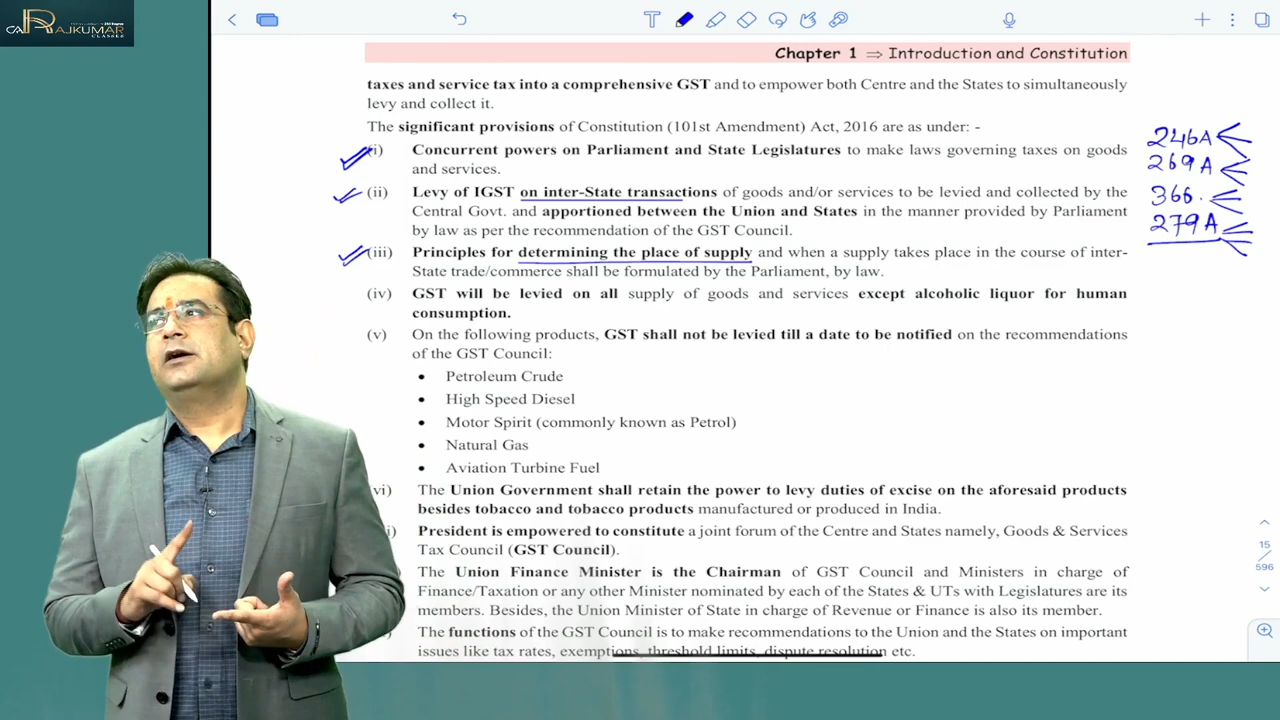 CA RAJKUMAR
CLASSES
Chapter 1 ⇒ Introduction and Constitution
taxes and service tax into a comprehensive GST and to empower both Centre and the States to simultaneously
levy and collect it.
The significant provisions of Constitution (101st Amendment) Act, 2016 are as under: -
i) Concurrent powers on Parliament and State Legislatures to make laws governing taxes on goods
and services.
(ii) Levy of IGST on inter-State transactions of goods and/or services to be levied and collected by the
Central Govt. and apportioned between the Union and States in the manner provided by Parliament
by law as per the recommendation of the GST Council.
(iii) Principles for determining the place of supply and when a supply takes place in the course of inter-
State trade/commerce shall be formulated by the Parliament, by law.
(iv) GST will be levied on all supply of goods and services except alcoholic liquor for human
consumption.
(v) On the following products, GST shall not be levied till a date to be notified on the recommendations
of the GST Council:
• Petroleum Crude
• High Speed Diesel
• Motor Spirit (commonly known as Petrol)
• Natural Gas
• Aviation Turbine Fuel
vi) The Union Government shall retain the power to levy duties of excise on the aforesaid products
besides tobacco and tobacco products manufactured or produced in India.
i) President is empowered to constitute a joint forum of the Centre and States namely, Goods & Services
Tax Council (GST Council).
The Union Finance Minister is the Chairman of GST Council and Ministers in charge of
Finance/Taxation or any other Minister nominated by each of the States & UTs with Legislatures are its
members. Besides, the Union Minister of State in charge of Revenue or Finance is also its member.
The functions of the GST Council is to make recommendations to the Union and the States on important
issues like tax rates, exemptions, threshold limits, dispute resolution etc.
246A
269A
366.
279A
15
596